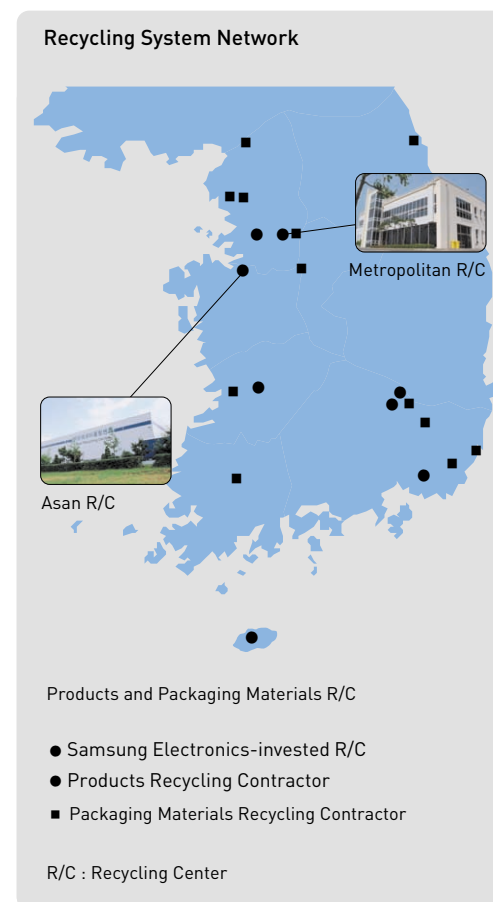 Recycling System Network
Metropolitan R/C
Asan R/C
Products and Packaging Materials R/C
● Samsung Electronics-invested R/C
● Products Recycling Contractor
■ Packaging Materials Recycling Contractor
R/C : Recycling Center